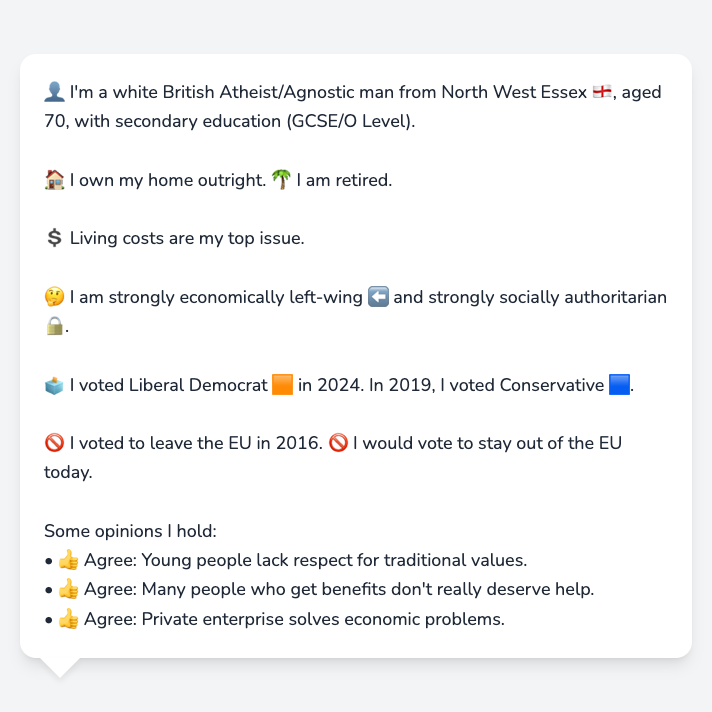 👤 I'm a white British Atheist/Agnostic man from North West Essex 🏴󠁧󠁢󠁥󠁮󠁧󠁿, aged
70, with secondary education (GCSE/O Level).
🏠 I own my home outright. 🌴 I am retired.
💲 Living costs are my top issue.
🤔 I am strongly economically left-wing ⬅️ and strongly socially authoritarian
🔒.
🗳️ I voted Liberal Democrat 🟧 in 2024. In 2019, I voted Conservative 🟦.
🚫 I voted to leave the EU in 2016. 🚫 I would vote to stay out of the EU
today.
Some opinions I hold:
• 👍 Agree: Young people lack respect for traditional values.
• 👍 Agree: Many people who get benefits don't really deserve help.
• 👍 Agree: Private enterprise solves economic problems.